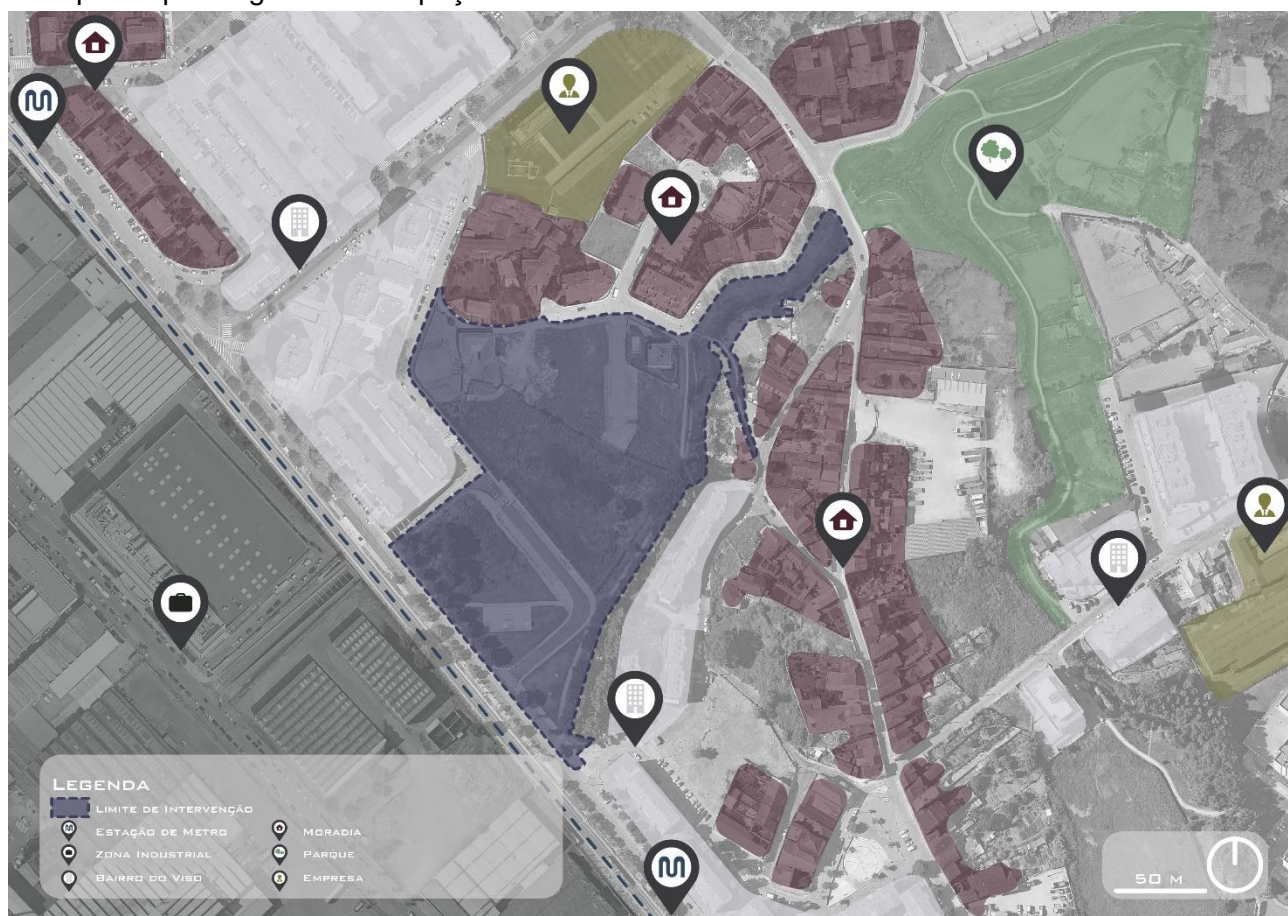 LEGENDA
LIMITE DE INTERVENÇÃO
ESTAÇÃO DE METRO
ZONA INDUSTRIAL
BAIRRO DO VISO
MORADIA
PARQUE
EMPRESA
50 M